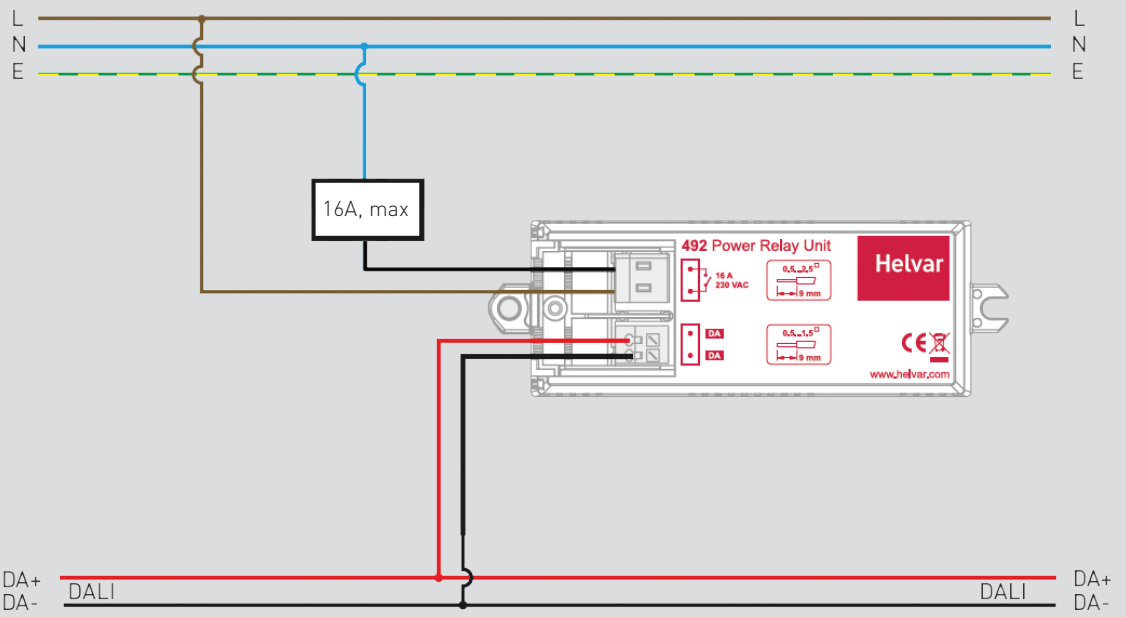 L
L
N
N
E
E
16A, max
492 Power Relay Unit
Helvar
16 A
230 VAC
0,5...2,5□
9 mm
DA
DA
0,5...1,5□
9 mm
CE
www.helvar.com
DA+
DA+
DALI
DALI
DA-
DA-